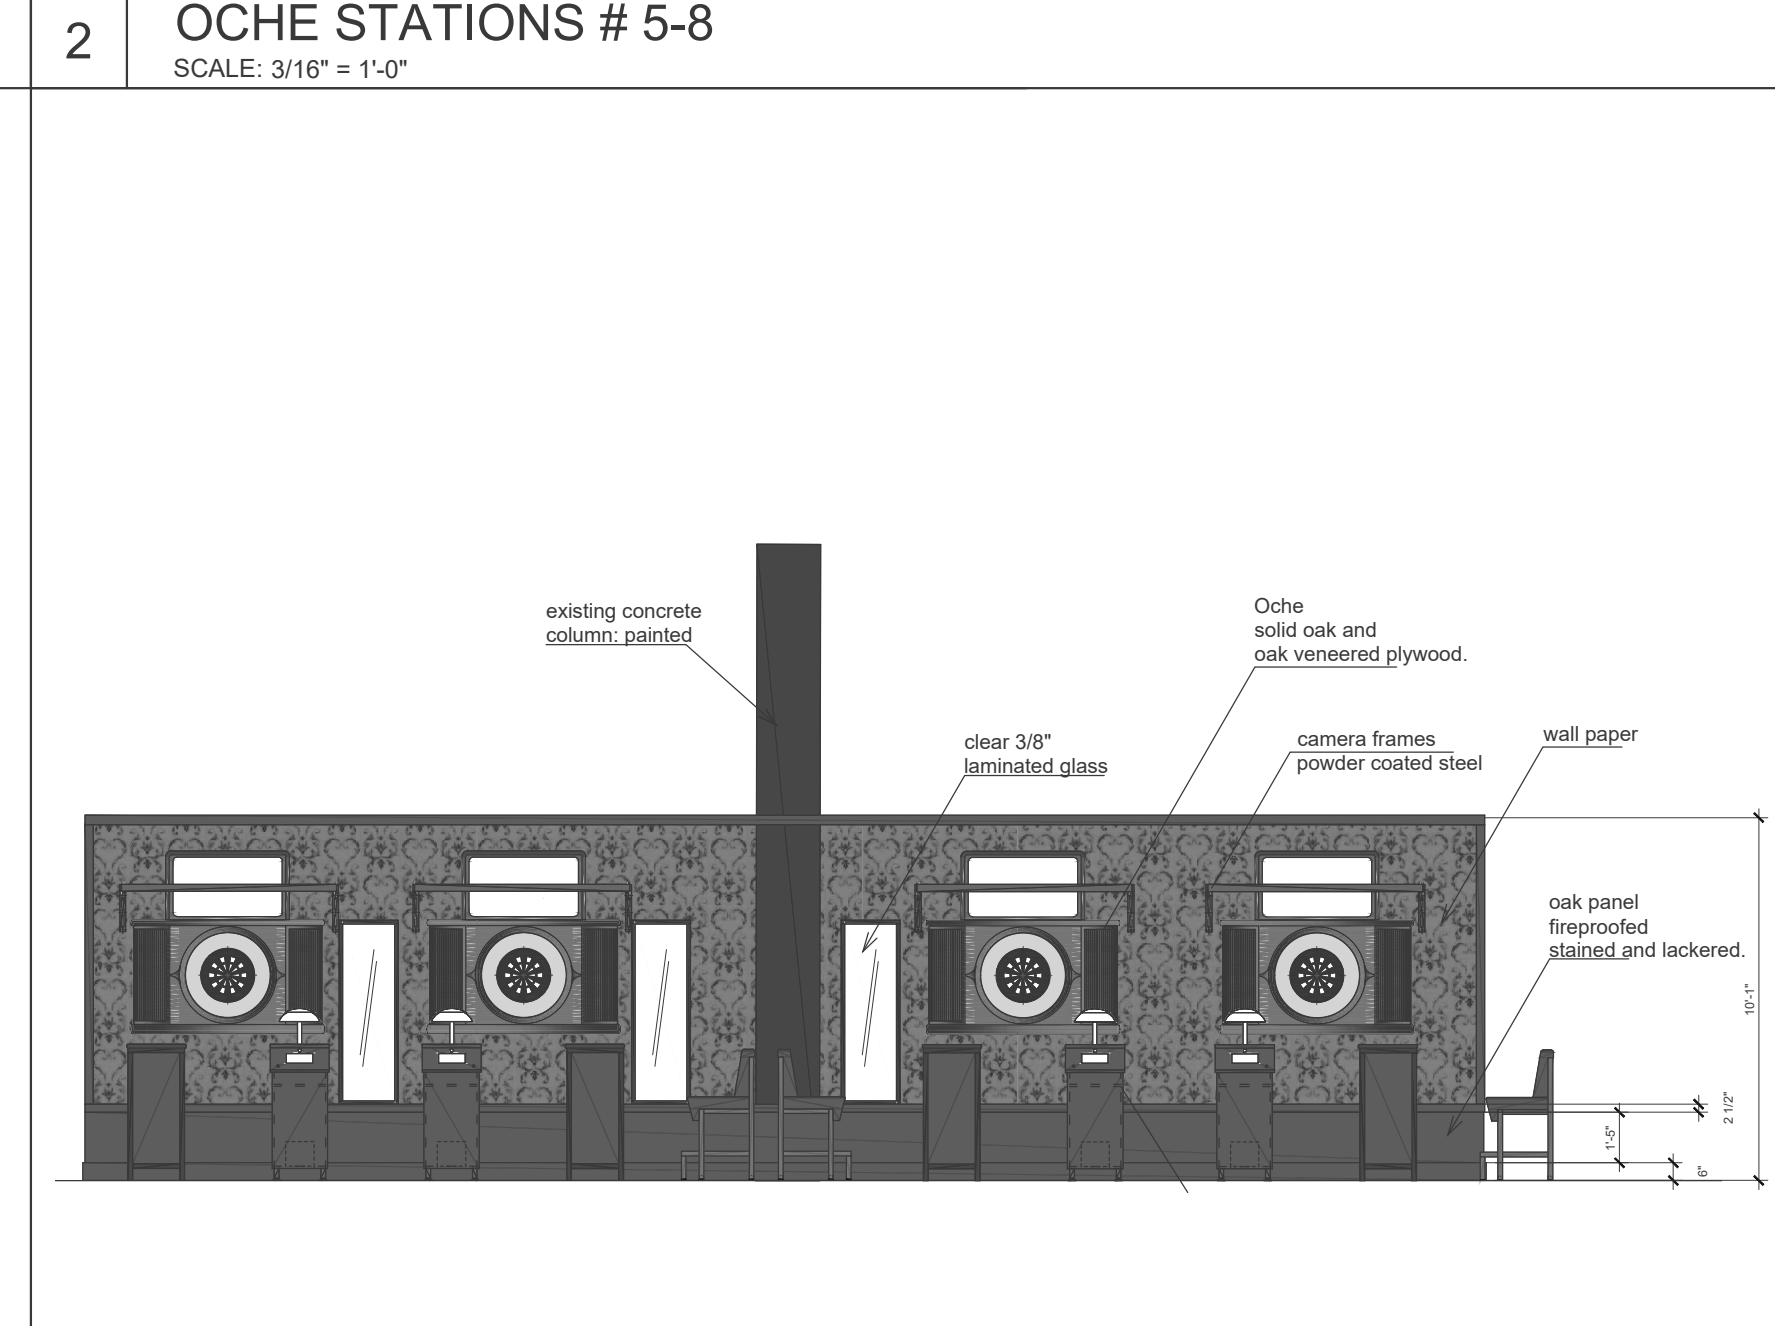 2
OCHE STATIONS # 5-8
SCALE: 3/16" = 1'-0"
existing concrete
column: painted
Oche
solid oak and
oak veneered plywood.
clear 3/8"
laminated glass
camera frames
powder coated steel
wall paper
oak panel
fireproofed
stained and lackered.
10'-1"
2 1/2"
1'-5"
6"